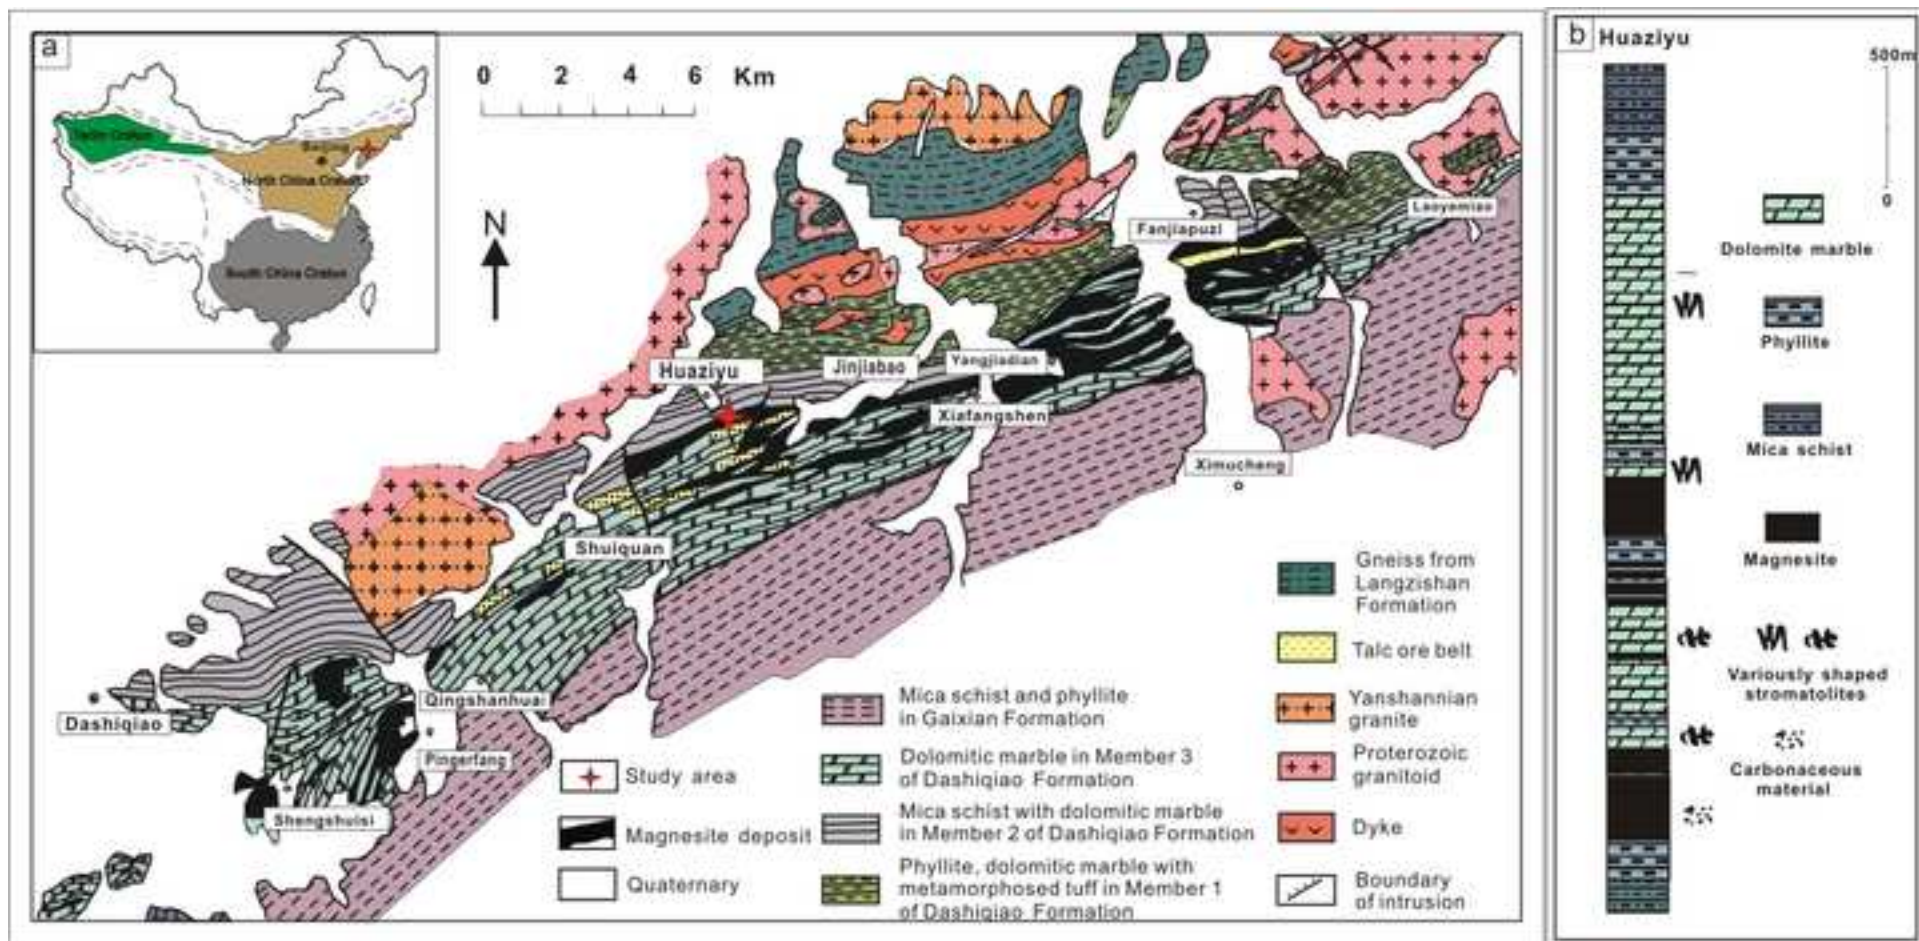 a
Beijing
North China Craton
South China Craton
0 2 4 6 Km
N
Fanjiapuzi
Laoyemiao
Huaziyu
Jinjiabao
Yangjiadian
Xiafangshen
Ximucheng
Shuiquan
Qingshanhuai
Dashiqiao
Pingerfang
Shengshuisi
Study area
Magnesite deposit
Quaternary
Mica schist and phyllite
in Gaixian Formation
Dolomitic marble in Member 3
of Dashiqiao Formation
Mica schist with dolomitic marble
in Member 2 of Dashiqiao Formation
Phyllite, dolomitic marble with
metamorphosed tuff in Member 1
of Dashiqiao Formation
Gneiss from
Langzishan
Formation
Talc ore belt
Yanshannian
granite
Proterozoic
granitoid
Dyke
Boundary
of intrusion
b Huaziyu
500m
0
Dolomite marble
Phyllite
Mica schist
Magnesite
Variously shaped
stromatolites
Carbonaceous
material